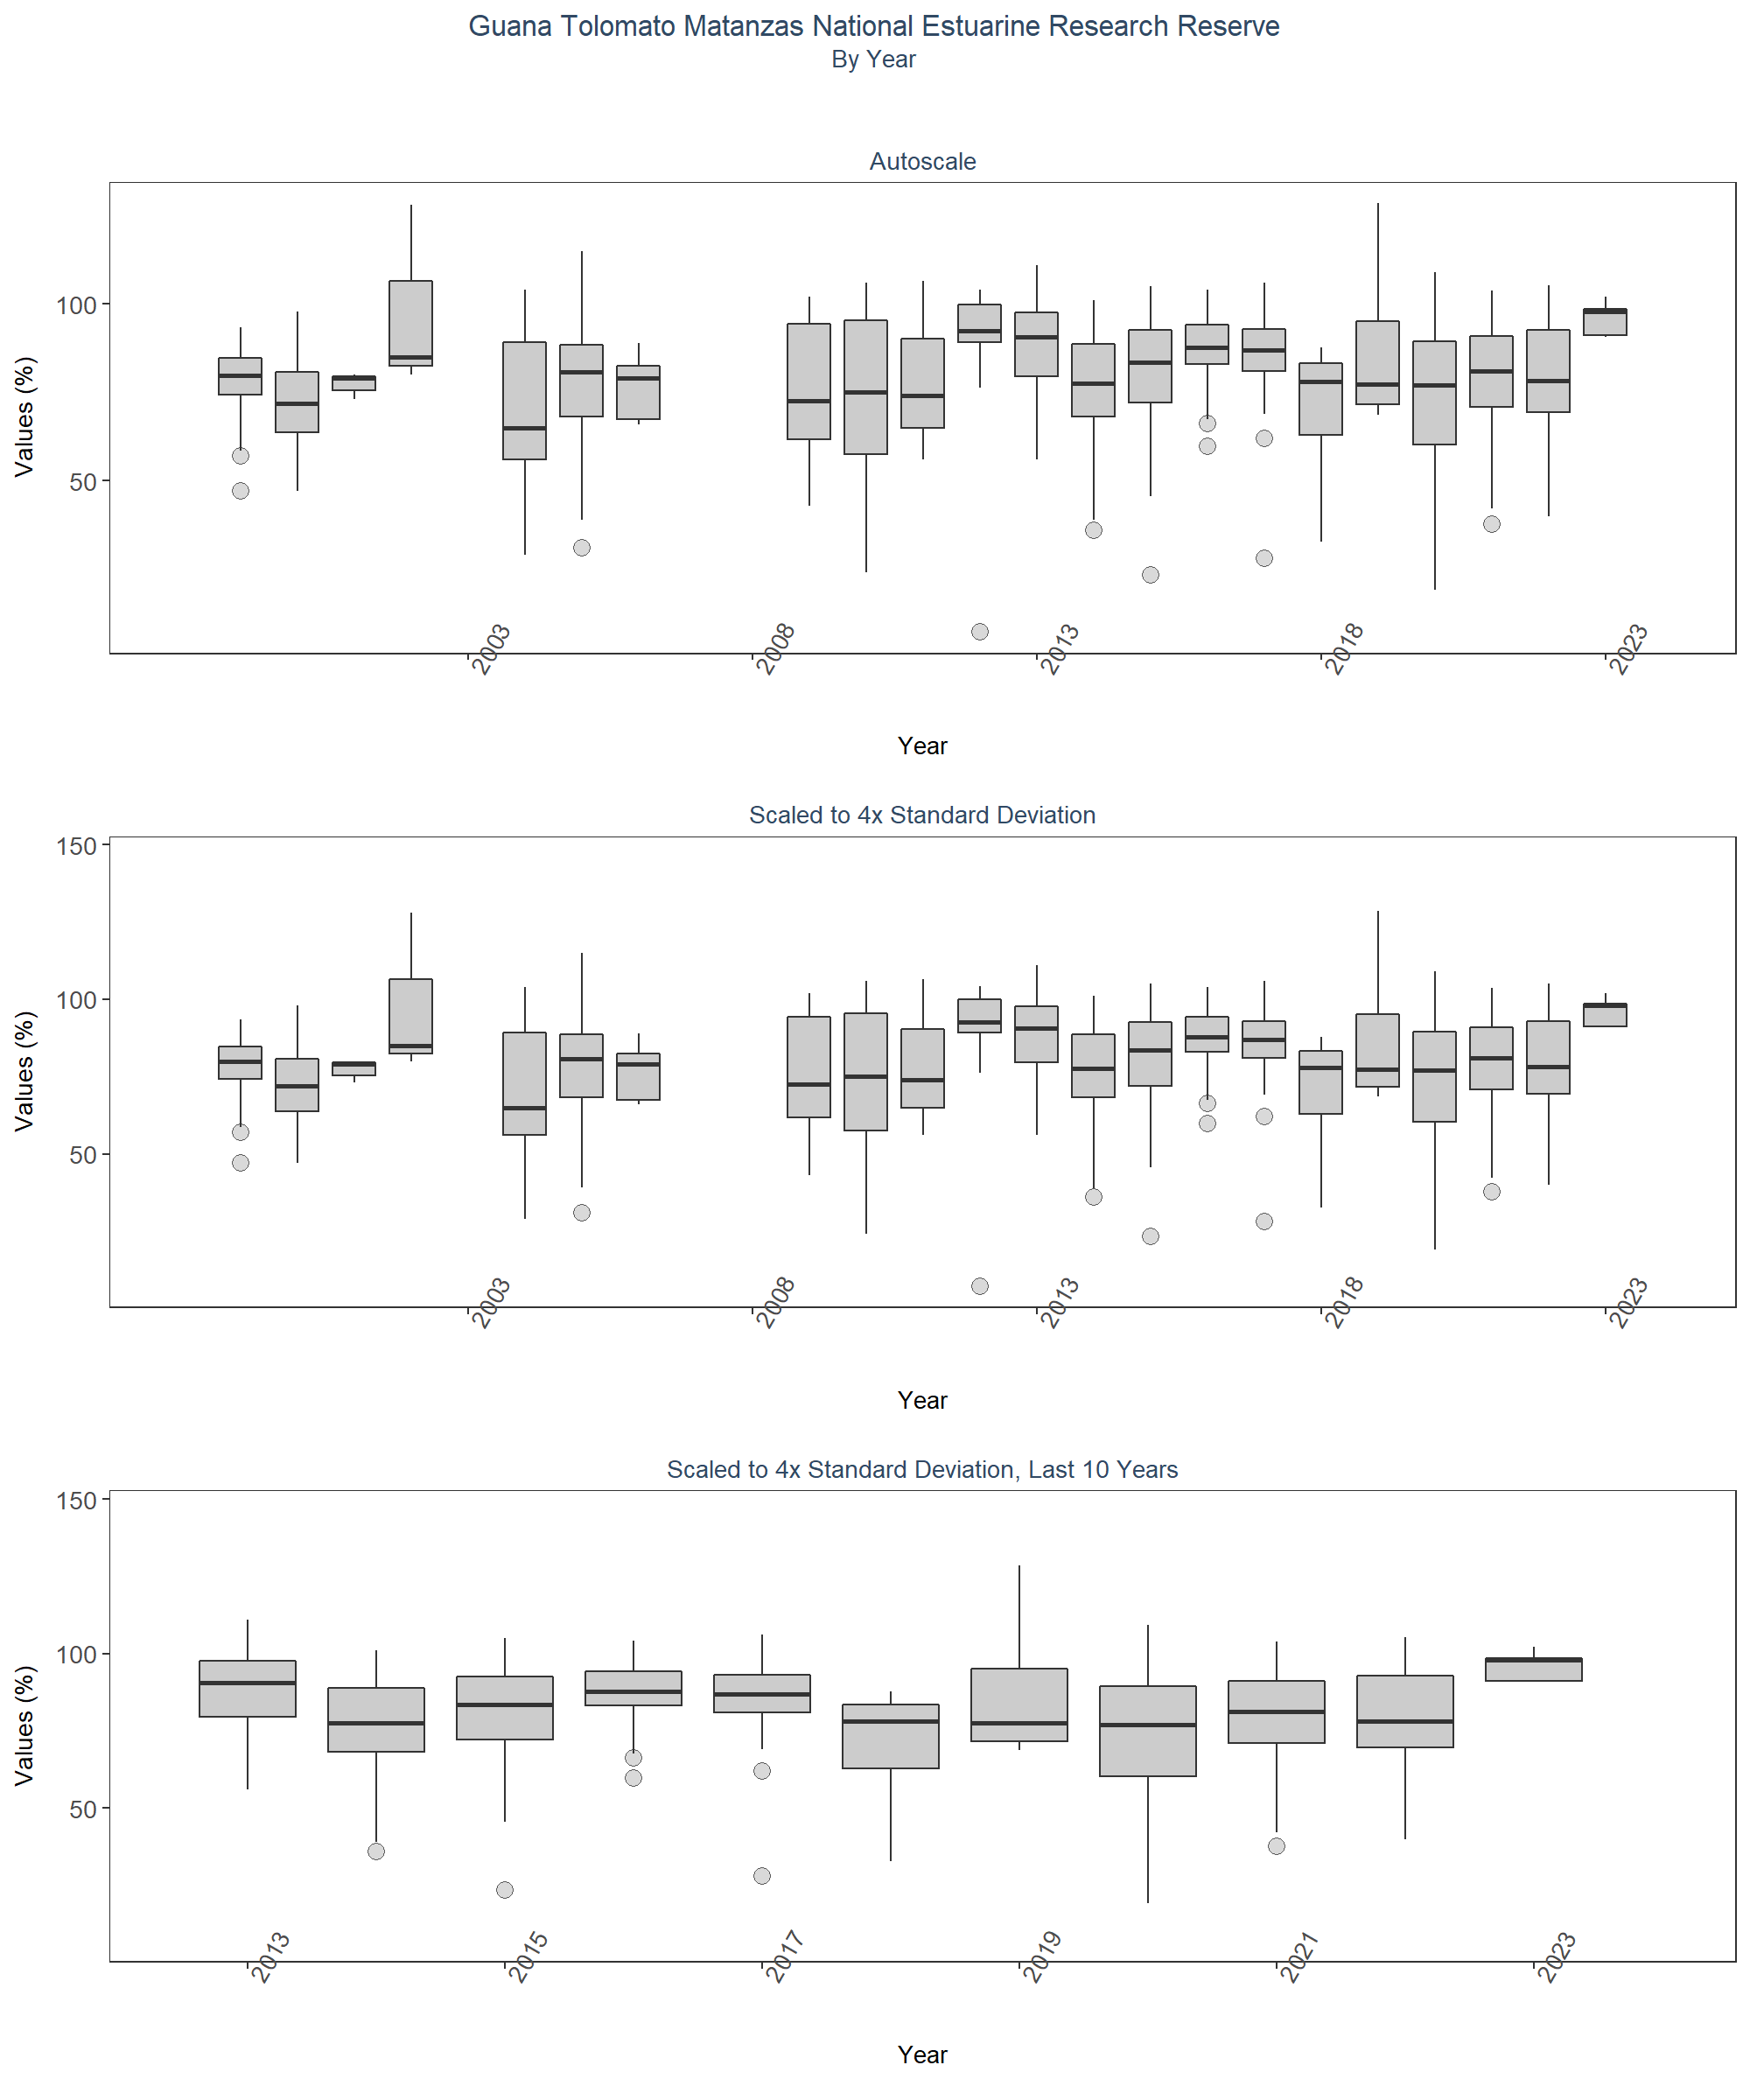 Guana Tolomato Matanzas National Estuarine Research Reserve
By Year
Autoscale
Values (%)
100
50
2003
2008
2013
2018
2023
Year
Scaled to 4x Standard Deviation
Values (%)
150
100
50
2003
2008
2013
2018
2023
Year
Scaled to 4x Standard Deviation, Last 10 Years
Values (%)
150
100
50
2013
2015
2017
2019
2021
2023
Year